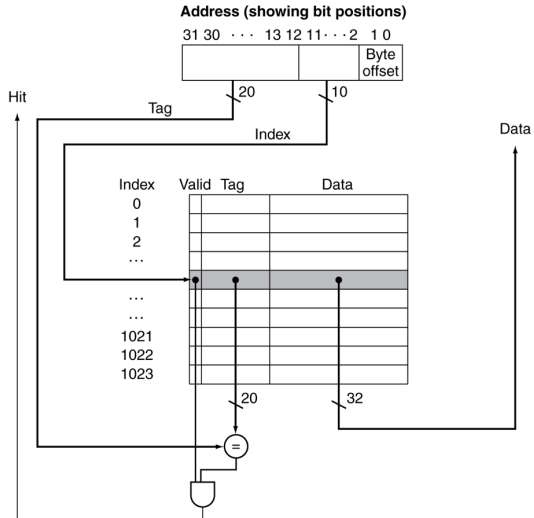 Address (showing bit positions)
31 30 · · · 13 12 11 · · · 2 1 0
Byte
offset
20
10
Hit
Tag
Index
Data
Index Valid Tag Data
0
1
2
...
...
...
1021
1022
1023
20
32
=